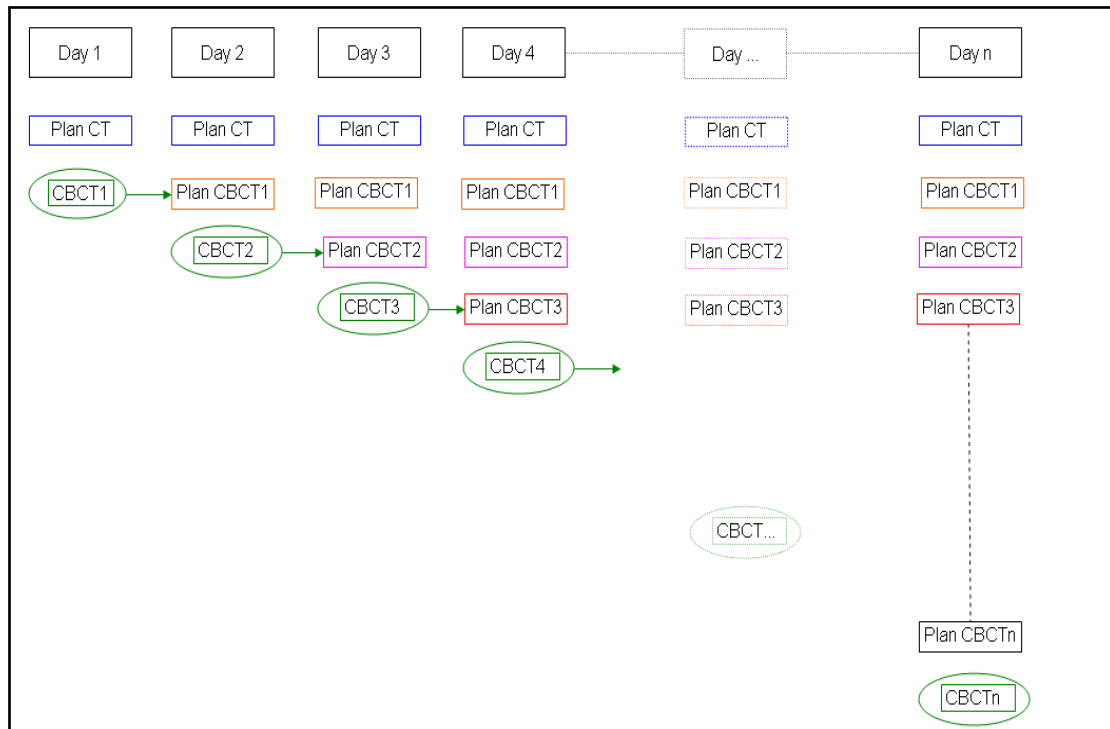 Day 1 Day 2 Day 3 Day 4 Day ... Day n
Plan CT Plan CT Plan CT Plan CT Plan CT Plan CT
CBCT1 Plan CBCT1 Plan CBCT1 Plan CBCT1 Plan CBCT1 Plan CBCT1
CBCT2 Plan CBCT2 Plan CBCT2 Plan CBCT2 Plan CBCT2
CBCT3 Plan CBCT3 Plan CBCT3 Plan CBCT3
CBCT4
CBCT...
Plan CBCTn
CBCTn